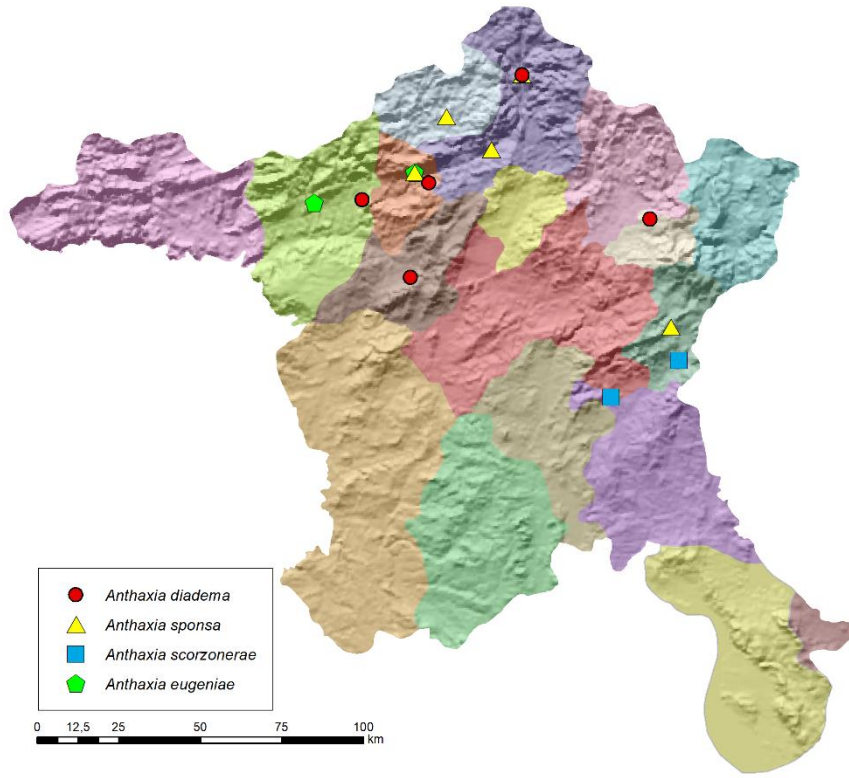 Anthaxia diadema
Anthaxia sponsa
Anthaxia scorzonerae
Anthaxia eugeniae
0 12,5 25 50 75 100
km